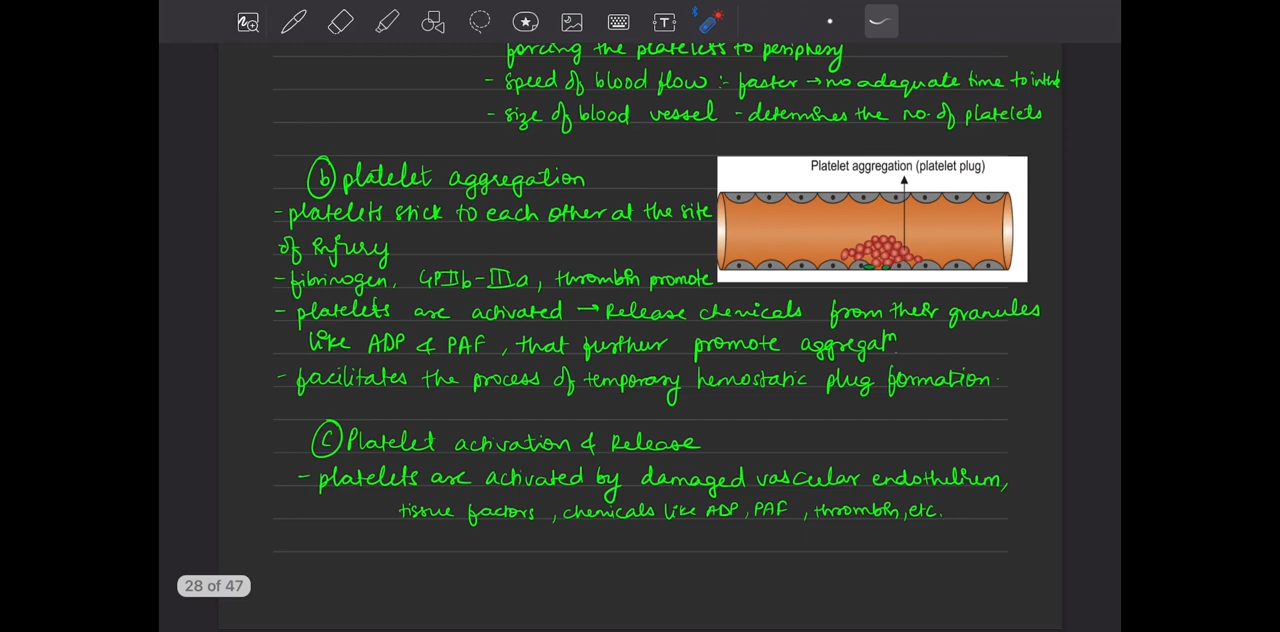 forcing the platelets to periphery
- speed of blood flow :- faster → no adequate time to
- size of blood vessel - determines the no. of platelets
Platelet aggregation (platelet plug)
ⓑ platelet aggregation
- platelets stick to each other at the site
of Injury
- fibrinogen, GPIIb-IIIa, thrombin promote
- platelets are activated → Release chemicals from their granules
like ADP & PAF, that further promote aggregatn
- facilitates the process of temporary hemostatic plug formation.
ⓒ Platelet activation & Release
- platelets are activated by damaged vascular endothelium,
tissue factors, chemicals like ADP, PAF, thrombin, etc.
28 of 47